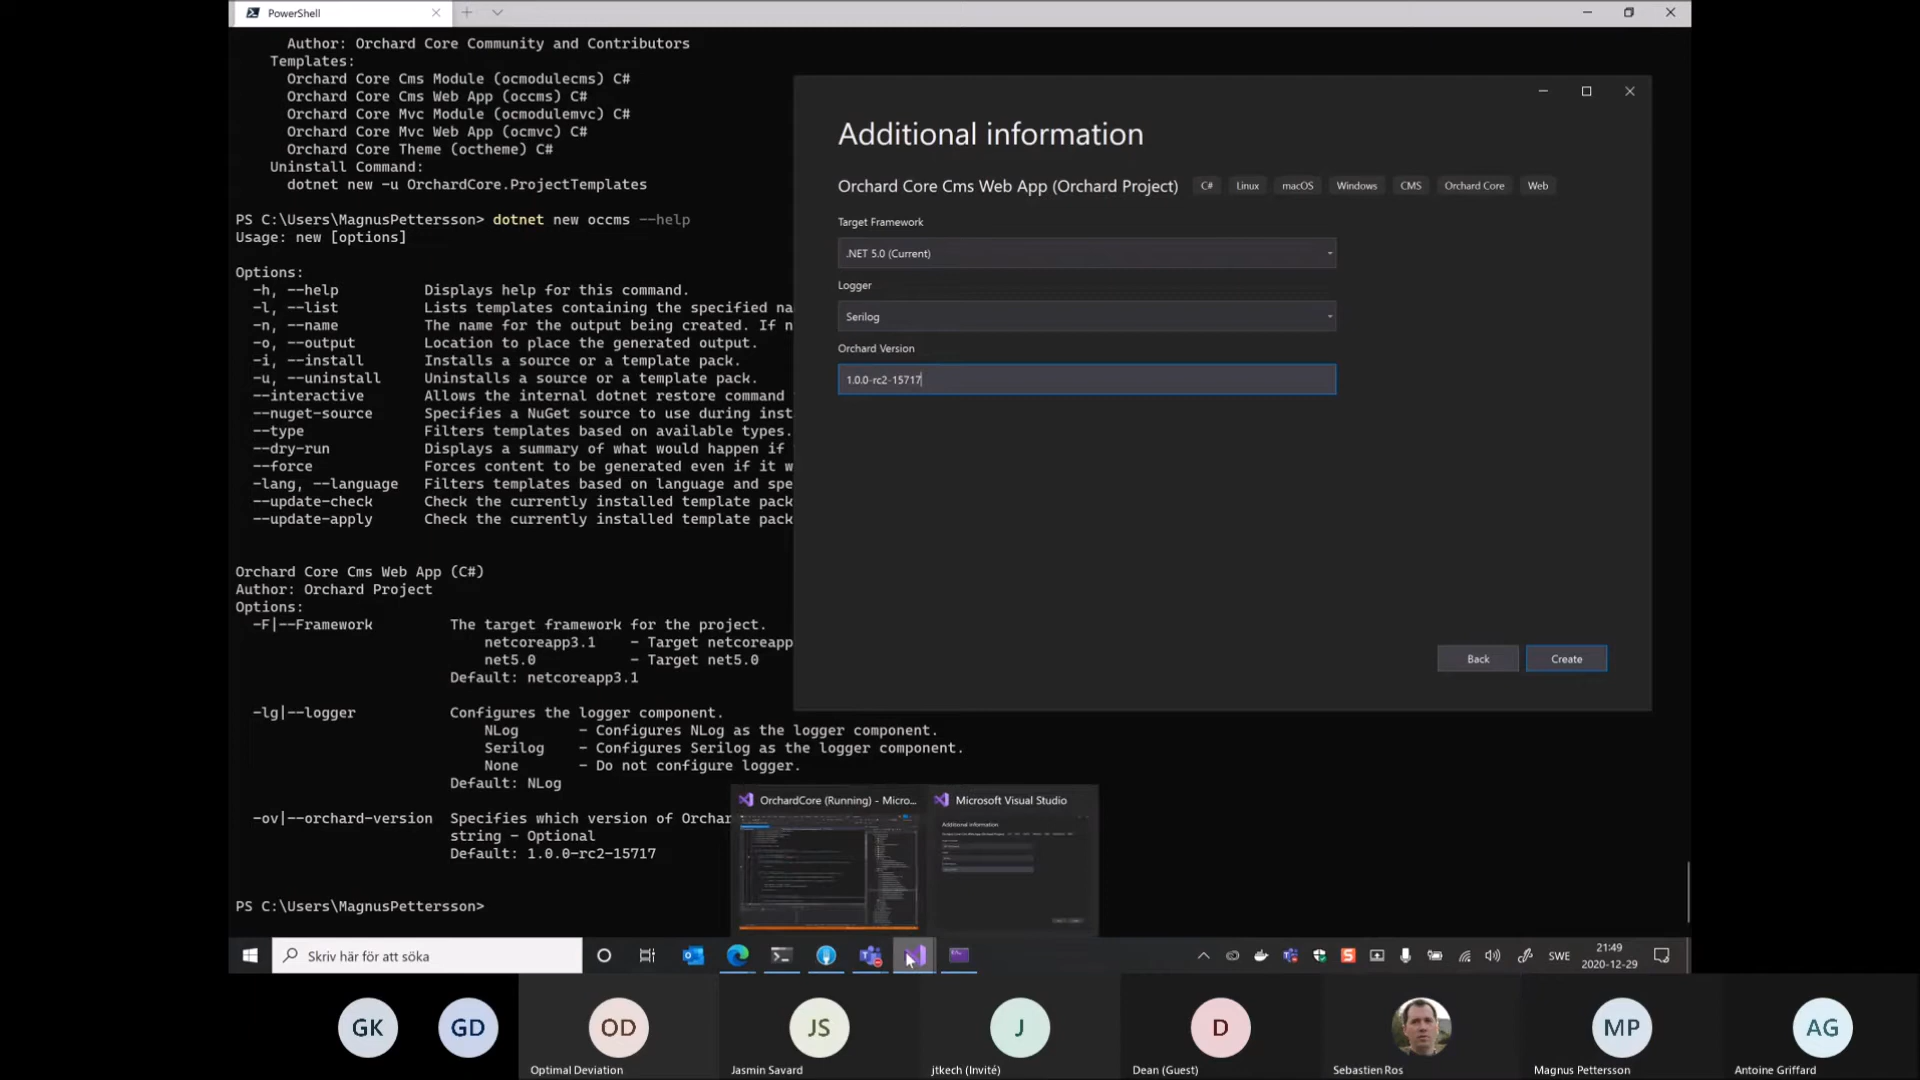 PowerShell
Author: Orchard Core Community and Contributors
Templates:
Orchard Core Cms Module (ocmodulecms) C#
Orchard Core Cms Web App (occms) C#
Orchard Core Mvc Module (ocmodulemvc) C#
Orchard Core Mvc Web App (ocmvc) C#
Orchard Core Theme (octheme) C#
Uninstall Command:
dotnet new -u OrchardCore.ProjectTemplates
PS C:\Users\MagnusPettersson> dotnet new occms --help
Usage: new [options]
Options:
-h, --help Displays help for this command.
-l, --list Lists templates containing the specified na
-n, --name The name for the output being created. If n
-o, --output Location to place the generated output.
-i, --install Installs a source or a template pack.
-u, --uninstall Uninstalls a source or a template pack.
--interactive Allows the internal dotnet restore command
--nuget-source Specifies a NuGet source to use during inst
--type Filters templates based on available types.
--dry-run Displays a summary of what would happen if
--force Forces content to be generated even if it w
-lang, --language Filters templates based on language and spe
--update-check Check the currently installed template pack
--update-apply Check the currently installed template pack
Orchard Core Cms Web App (C#)
Author: Orchard Project
Options:
-F|--Framework The target framework for the project.
netcoreapp3.1 - Target netcoreapp
net5.0 - Target net5.0
Default: netcoreapp3.1
-lg|--logger Configures the logger component.
NLog - Configures NLog as the logger component.
Serilog - Configures Serilog as the logger component.
None - Do not configure logger.
Default: NLog
-ov|--orchard-version Specifies which version of Orchar
string - Optional
Default: 1.0.0-rc2-15717
PS C:\Users\MagnusPettersson>
Additional information
Orchard Core Cms Web App (Orchard Project) C# Linux macOS Windows CMS Orchard Core Web
Target Framework
.NET 5.0 (Current)
Logger
Serilog
Orchard Version
1.0.0-rc2-15717
Back Create
OrchardCore (Running) - Micro... Microsoft Visual Studio
Additional information
Skriv här för att söka
SWE
21:49
2020-12-29
GK GD OD JS J D MP AG
Optimal Deviation Jasmin Savard jtkech (Invité) Dean (Guest) Sebastien Ros Magnus Pettersson Antoine Griffard